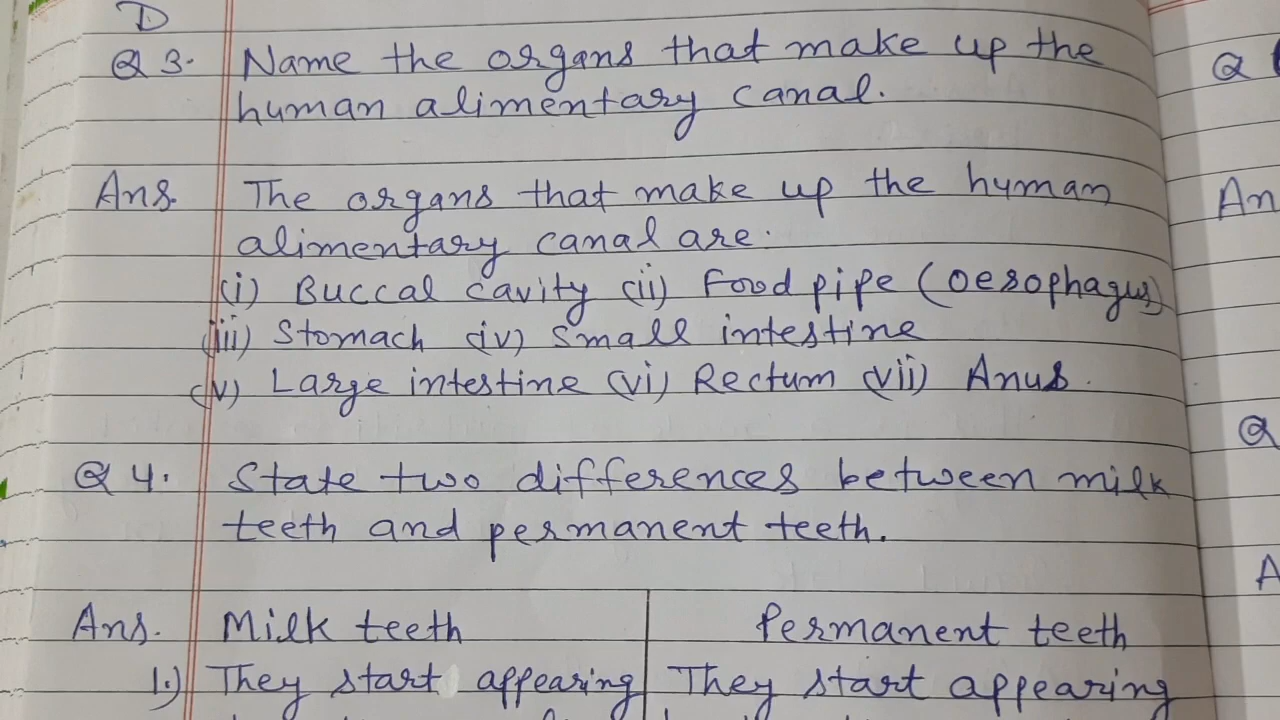 D
Q 3. Name the organs that make up the
human alimentary canal.
Ans. The organs that make up the human
alimentary canal are.
(i) Buccal cavity (ii) Food pipe (oesophagus)
(iii) Stomach (iv) Small intestine
(v) Large intestine (vi) Rectum (vii) Anus.
Q 4. State two differences between milk
teeth and permanent teeth.
Ans. Milk teeth Permanent teeth
1.) They start appearing They start appearing
Q
An
Q
A